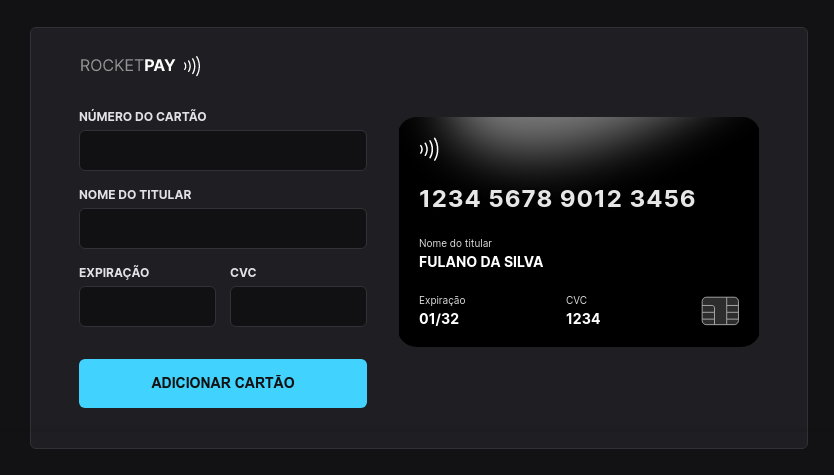 ROCKETPAY
NÚMERO DO CARTÃO
NOME DO TITULAR
EXPIRAÇÃO CVC
ADICIONAR CARTÃO
1234 5678 9012 3456
Nome do titular
FULANO DA SILVA
Expiração CVC
01/32 1234